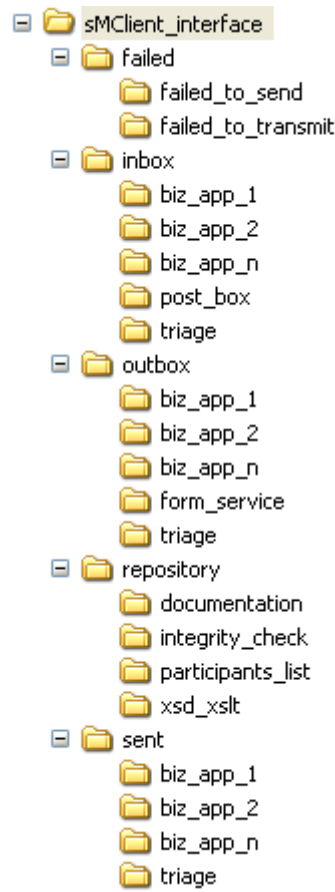 sMClient_interface
failed
failed_to_send
failed_to_transmit
inbox
biz_app_1
biz_app_2
biz_app_n
post_box
triage
outbox
biz_app_1
biz_app_2
biz_app_n
form_service
triage
repository
documentation
integrity_check
participants_list
xsd_xslt
sent
biz_app_1
biz_app_2
biz_app_n
triage